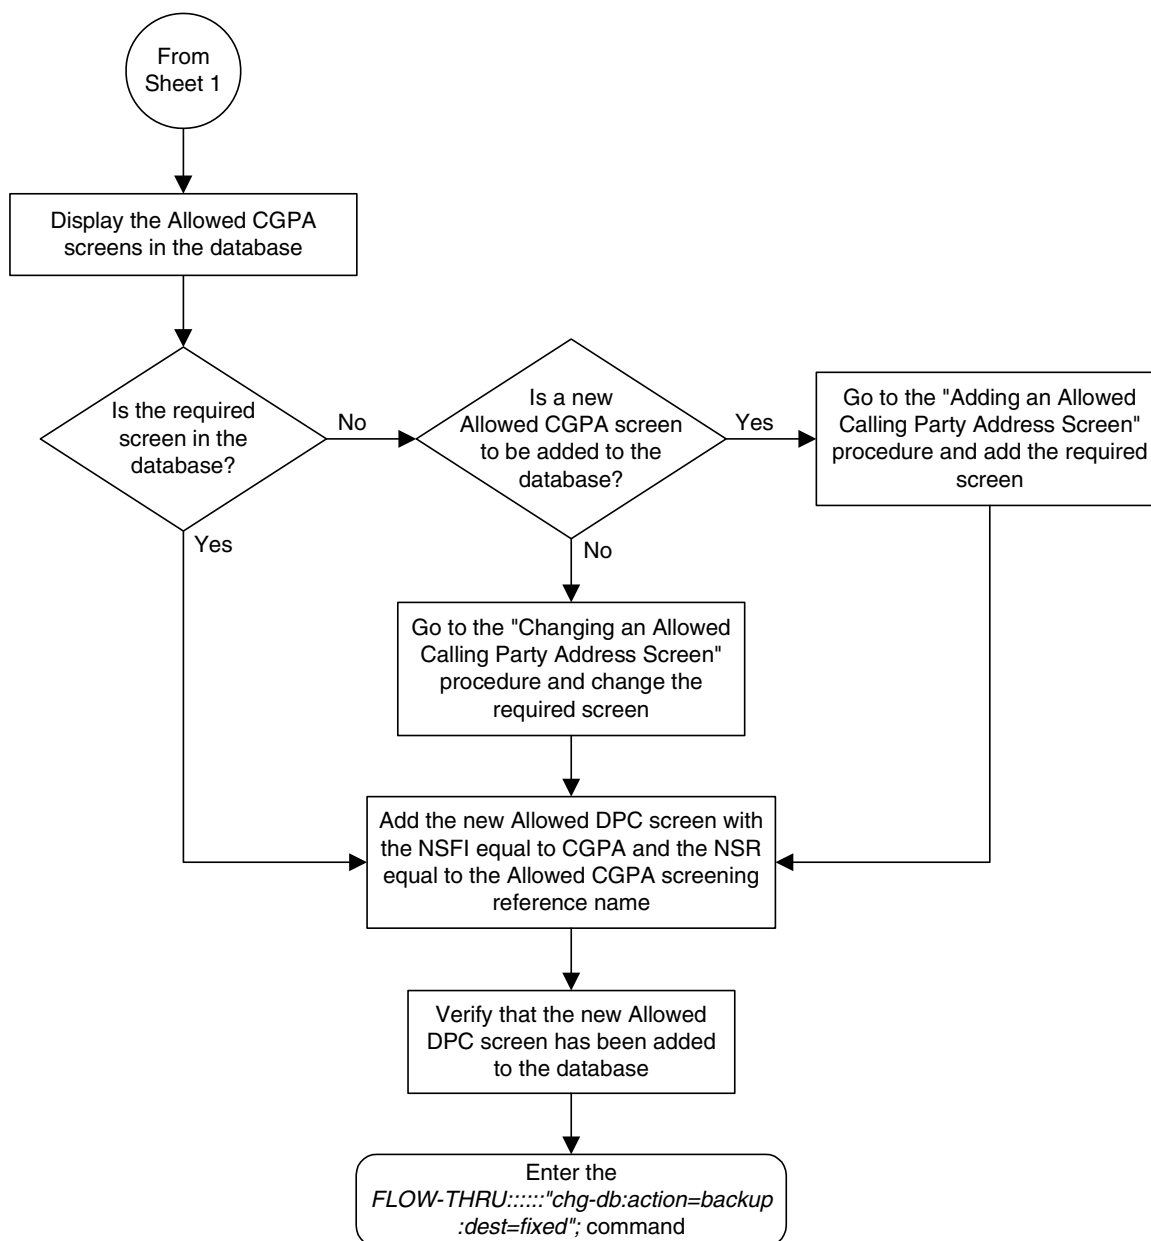 From
Sheet 1
Display the Allowed CGPA
screens in the database
Is the required
screen in the
database?
No
Yes
Is a new
Allowed CGPA screen
to be added to the
database?
Yes
No
Go to the "Adding an Allowed
Calling Party Address Screen"
procedure and add the required
screen
Go to the "Changing an Allowed
Calling Party Address Screen"
procedure and change the
required screen
Add the new Allowed DPC screen with
the NSFI equal to CGPA and the NSR
equal to the Allowed CGPA screening
reference name
Verify that the new Allowed
DPC screen has been added
to the database
Enter the
FLOW-THRU::::::"chg-db:action=backup
:dest=fixed"; command